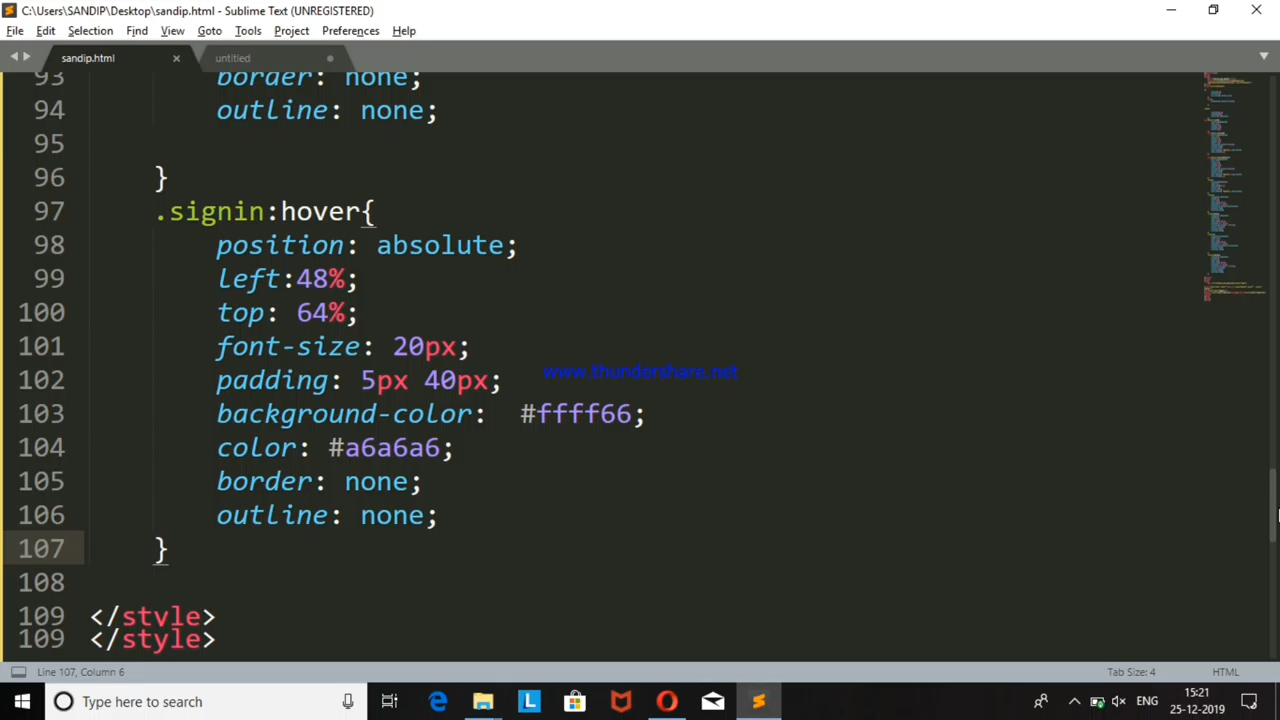 C:\Users\SANDIP\Desktop\sandip.html - Sublime Text (UNREGISTERED)
File Edit Selection Find View Goto Tools Project Preferences Help
sandip.html × untitled
93 border: none;
94 outline: none;
95
96 }
97 .signin:hover{
98 position: absolute;
99 left:48%;
100 top: 64%;
101 font-size: 20px;
102 padding: 5px 40px;
www.thundershare.net
103 background-color: #ffff66;
104 color: #a6a6a6;
105 border: none;
106 outline: none;
107 }
108
109 </style>
109 </style>
Line 107, Column 6 Tab Size: 4 HTML
Type here to search
ENG
15:21
25-12-2019